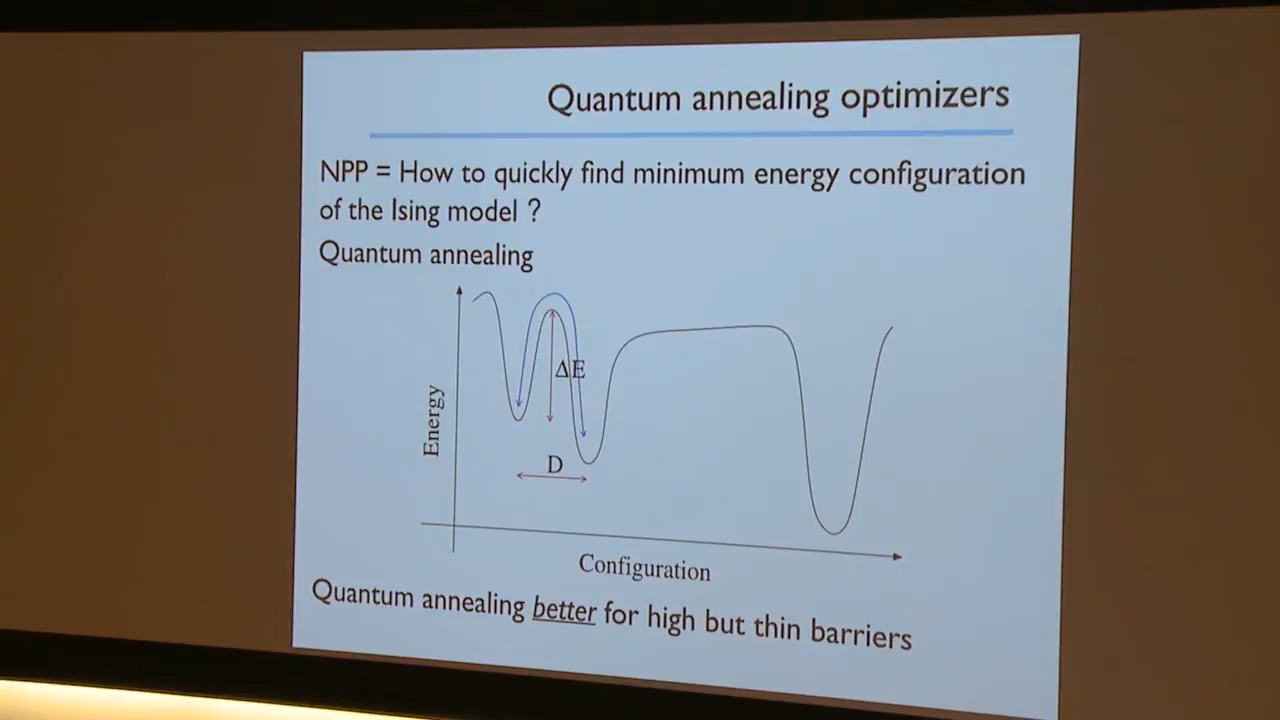 Quantum annealing optimizers
NPP = How to quickly find minimum energy configuration
of the Ising model ?
Quantum annealing
ΔE
Energy
D
Configuration
Quantum annealing better for high but thin barriers